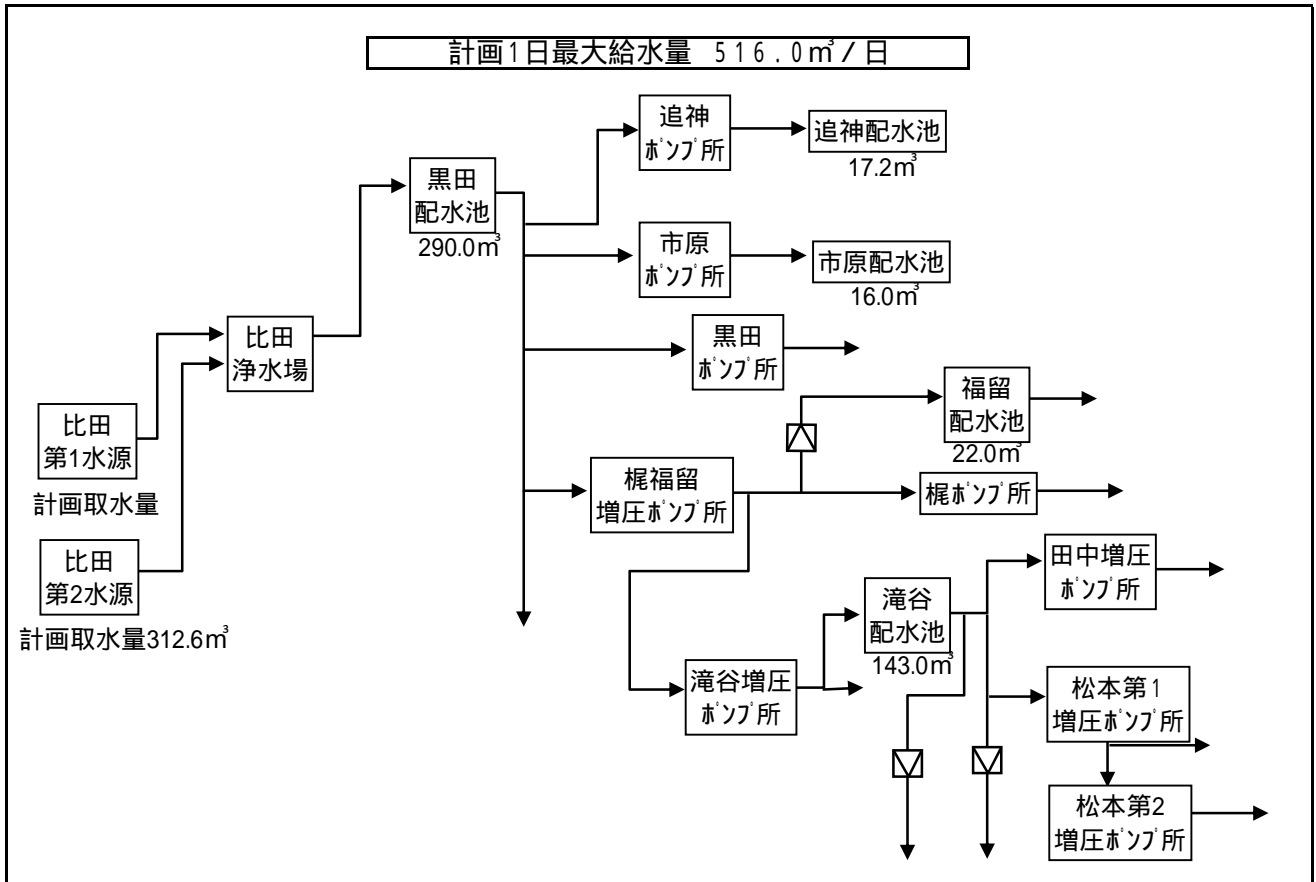 計画1日最大給水量 516.0㎥/日
追神
ポンプ所
追神配水池
17.2㎥
黒田
配水池
290.0㎥
市原
ポンプ所
市原配水池
16.0㎥
比田
浄水場
黒田
ポンプ所
福留
配水池
22.0㎥
比田
第1水源
計画取水量
梶福留
増圧ポンプ所
梶ポンプ所
比田
第2水源
計画取水量312.6㎥
田中増圧
ポンプ所
滝谷
配水池
143.0㎥
滝谷増圧
ポンプ所
松本第1
増圧ポンプ所
松本第2
増圧ポンプ所